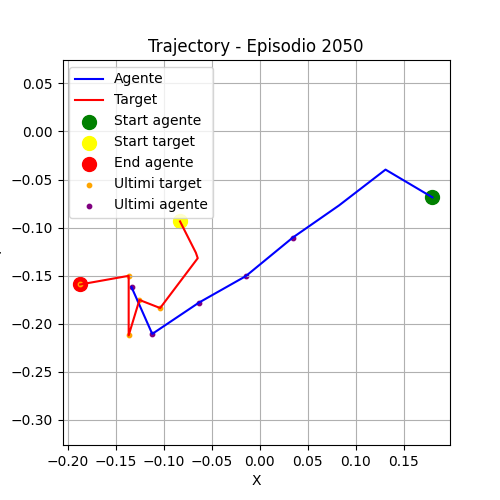 Trajectory - Episodio 2050
Agente
Target
Start agente
Start target
End agente
Ultimi target
Ultimi agente
0.05
0.00
−0.05
−0.10
−0.15
−0.20
−0.25
−0.30
−0.20 −0.15 −0.10 −0.05 0.00 0.05 0.10 0.15
X